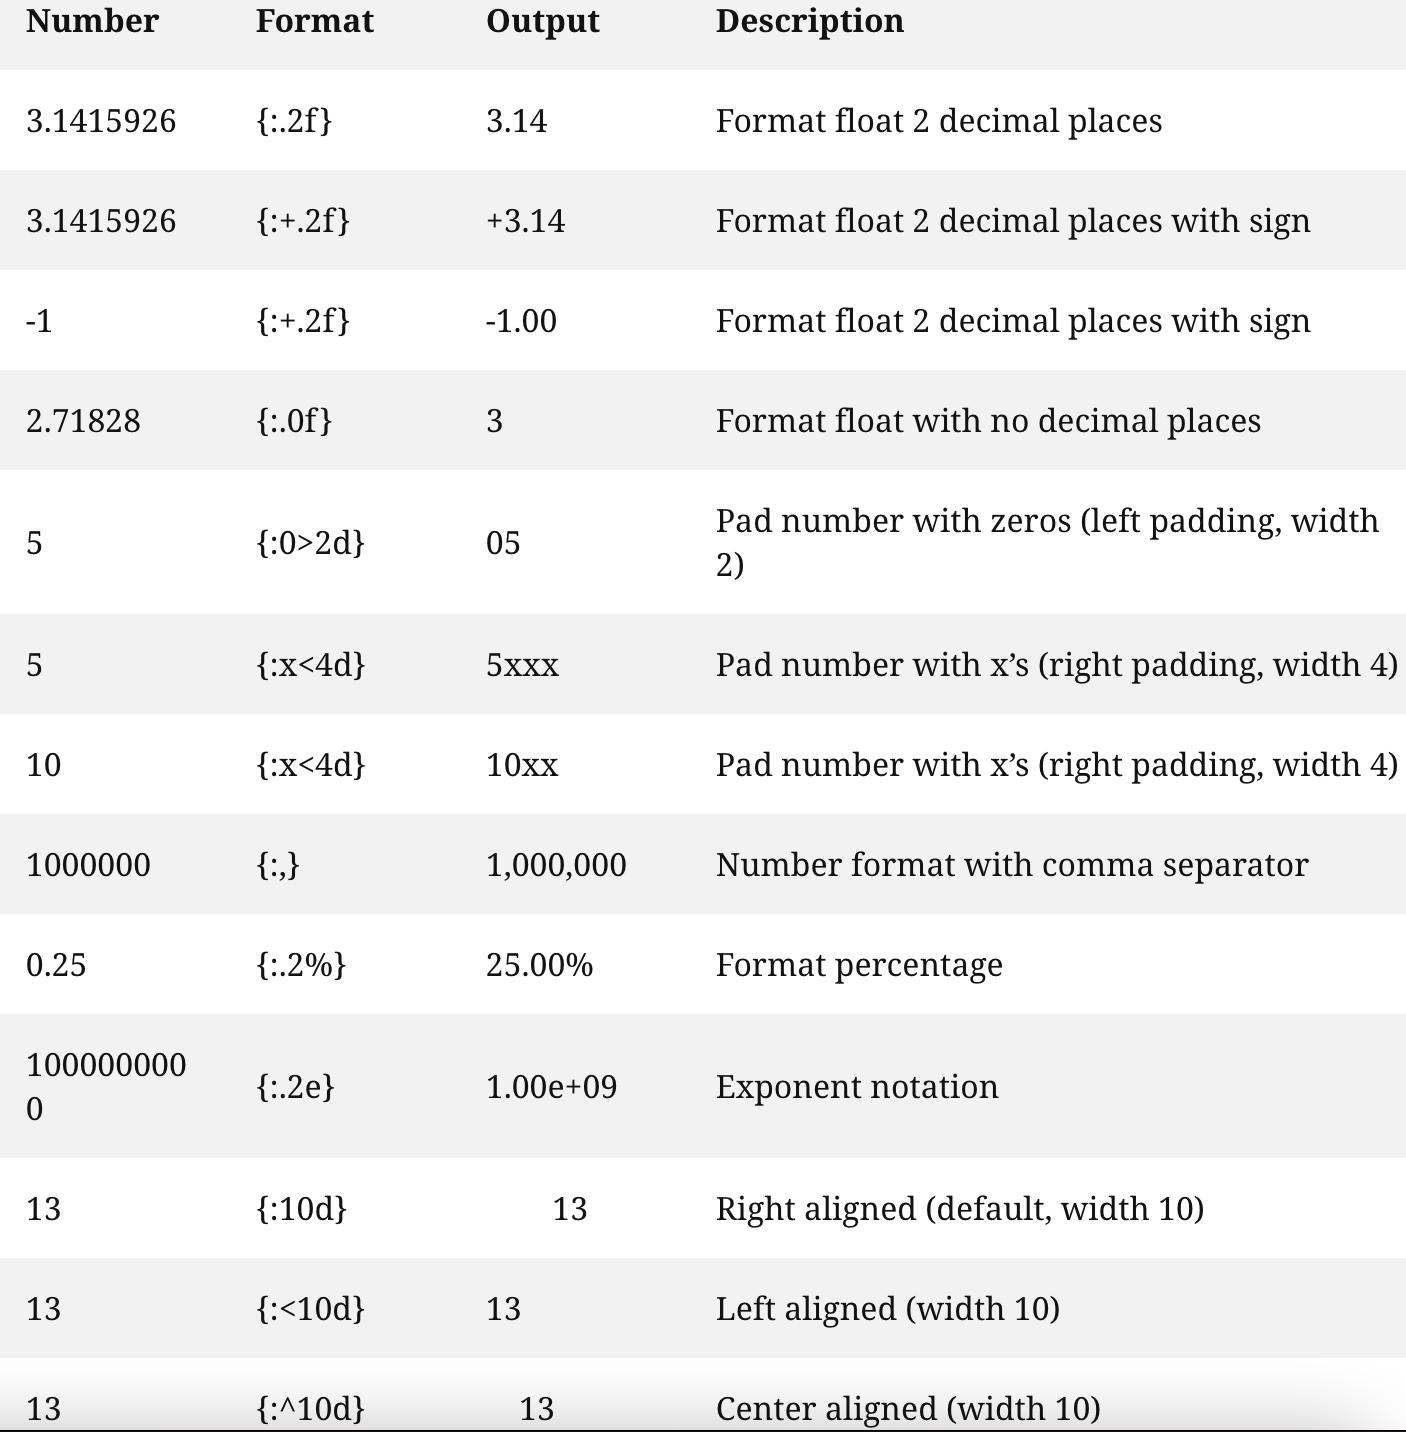 Number Format Output Description
3.1415926 {:.2f} 3.14 Format float 2 decimal places
3.1415926 {:+.2f} +3.14 Format float 2 decimal places with sign
-1 {:+.2f} -1.00 Format float 2 decimal places with sign
2.71828 {:.0f} 3 Format float with no decimal places
5 {:0>2d} 05 Pad number with zeros (left padding, width
2)
5 {:x<4d} 5xxx Pad number with x’s (right padding, width 4)
10 {:x<4d} 10xx Pad number with x’s (right padding, width 4)
1000000 {:,} 1,000,000 Number format with comma separator
0.25 {:.2%} 25.00% Format percentage
100000000
0 {:.2e} 1.00e+09 Exponent notation
13 {:10d} 13 Right aligned (default, width 10)
13 {:<10d} 13 Left aligned (width 10)
13 {:^10d} 13 Center aligned (width 10)